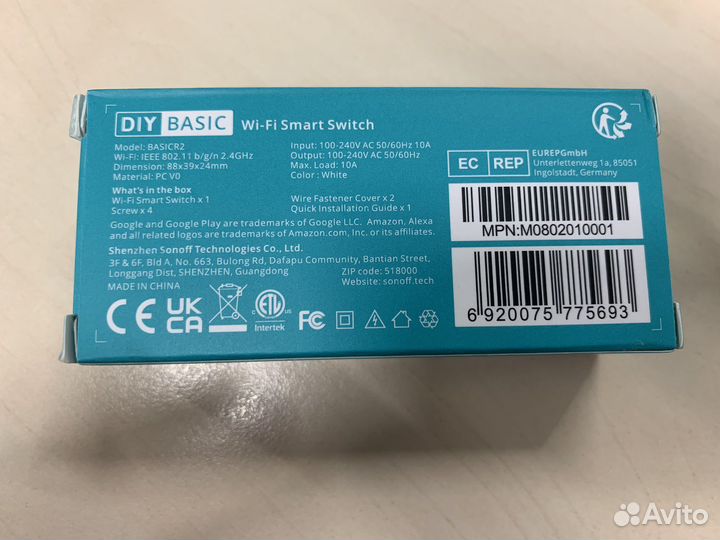 DIY BASIC Wi-Fi Smart Switch
Model: BASICR2
Wi-Fi: IEEE 802.11 b/g/n 2.4GHz
Dimension: 88x39x24mm
Material: PC V0
Input: 100-240V AC 50/60Hz 10A
Output: 100-240V AC 50/60Hz
Max. Load: 10A
Color : White
What's in the box
Wi-Fi Smart Switch x 1
Screw x 4
Wire Fastener Cover x 2
Quick Installation Guide x 1
Google and Google Play are trademarks of Google LLC. Amazon, Alexa
and all related logos are trademarks of Amazon.com, Inc. or its affiliates.
Shenzhen Sonoff Technologies Co., Ltd.
3F & 6F, Bld A, No. 663, Bulong Rd, Dafapu Community, Bantian Street,
Longgang Dist, SHENZHEN, Guangdong
ZIP code: 518000
MADE IN CHINA
Website: sonoff.tech
CE UK CA
ETL
C US
Intertek
FC
EC REP
EUREPGmbH
Unterlettenweg 1a, 85051
Ingolstadt, Germany
MPN:M0802010001
6 920075 775693
Avito